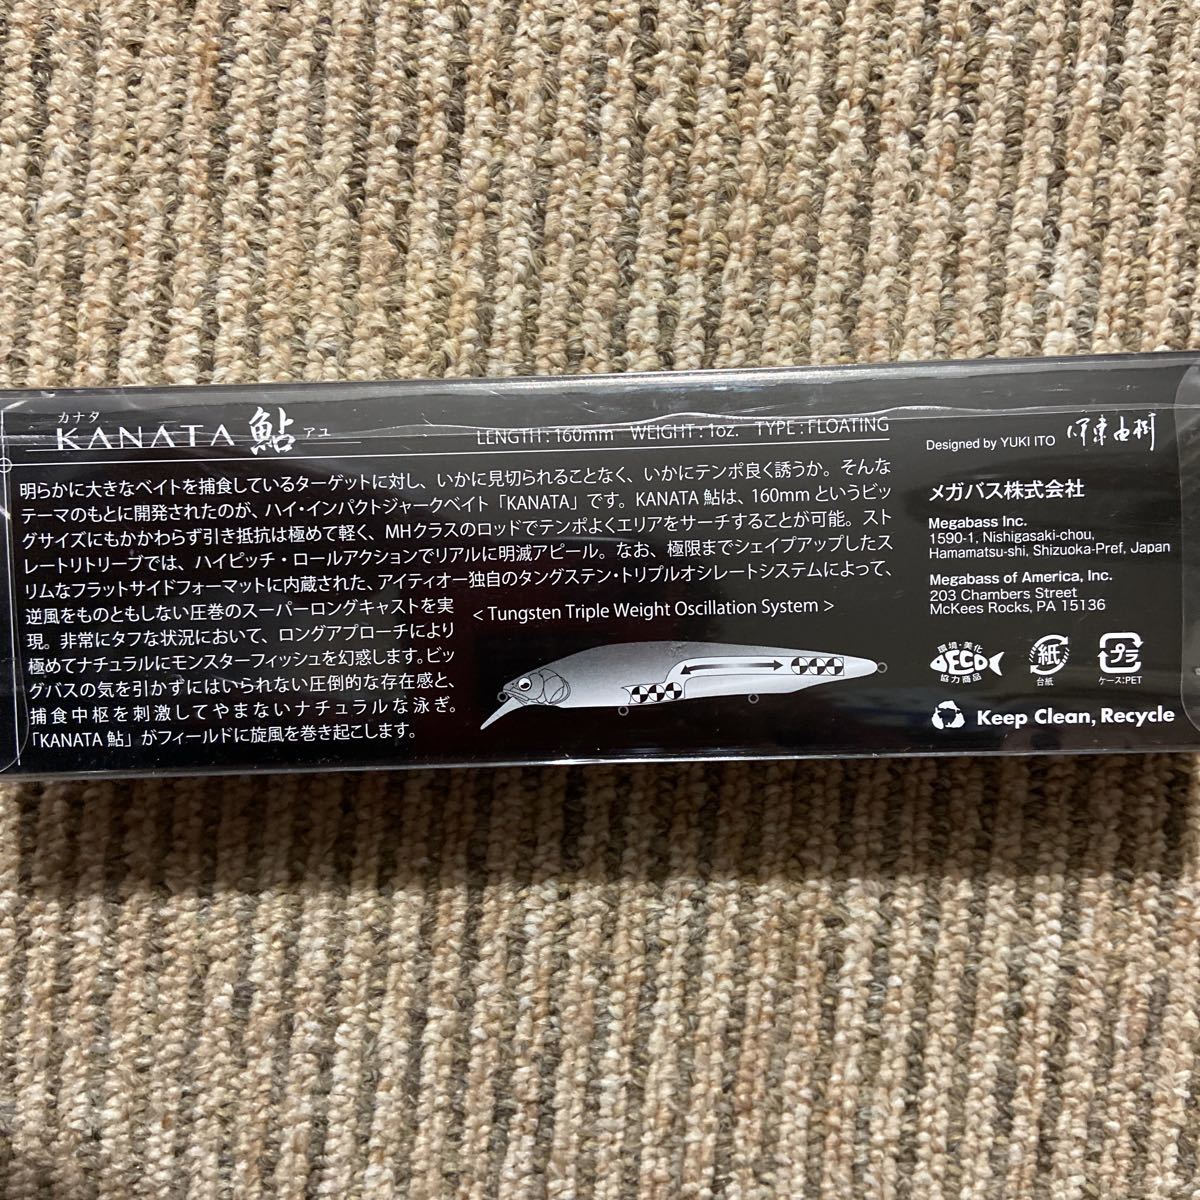 カナタ
KANATA 鮎 アユ
LENGTH : 160mm WEIGHT : 1oz. TYPE : FLOATING
明らかに大きなベイトを捕食しているターゲットに対し、いかに見切られることなく、いかにテンポ良く誘うか。そんな
テーマのもとに開発されたのが、ハイ・インパクトジャークベイト「KANATA」です。KANATA 鮎は、160mm というビッ
グサイズにもかかわらず引き抵抗は極めて軽く、MHクラスのロッドでテンポよくエリアをサーチすることが可能。スト
レートリトリーブでは、ハイピッチ・ロールアクションでリアルに明滅アピール。なお、極限までシェイプアップしたス
リムなフラットサイドフォーマットに内蔵された、アイティオー独自のタングステン・トリプルオシレートシステムによって、
逆風をものともしない圧巻のスーパーロングキャストを実
現。非常にタフな状況において、ロングアプローチにより
極めてナチュラルにモンスターフィッシュを幻惑します。ビッ
グバスの気を引かずにはいられない圧倒的な存在感と、
捕食中枢を刺激してやまないナチュラルな泳ぎ。
「KANATA 鮎」がフィールドに旋風を巻き起こします。
< Tungsten Triple Weight Oscillation System >
Designed by YUKI ITO 伊東由樹
メガバス株式会社
Megabass Inc.
1590-1, Nishigasaki-chou,
Hamamatsu-shi, Shizuoka-Pref, Japan
Megabass of America, Inc.
203 Chambers Street
McKees Rocks, PA 15136
環境・美化
FECO
協力商品
紙
台紙
プラ
ケース:PET
Keep Clean, Recycle